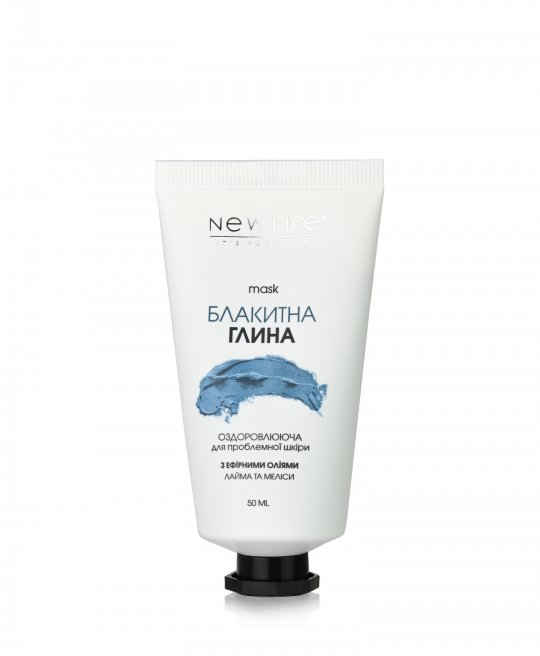 New Life®
mask
БЛАКИТНА
ГЛИНА
ОЗДОРОВЛЮЮЧА
для проблемної шкіри
З ЕФІРНИМИ ОЛІЯМИ
ЛАЙМА ТА МЕЛІСИ
50 ML